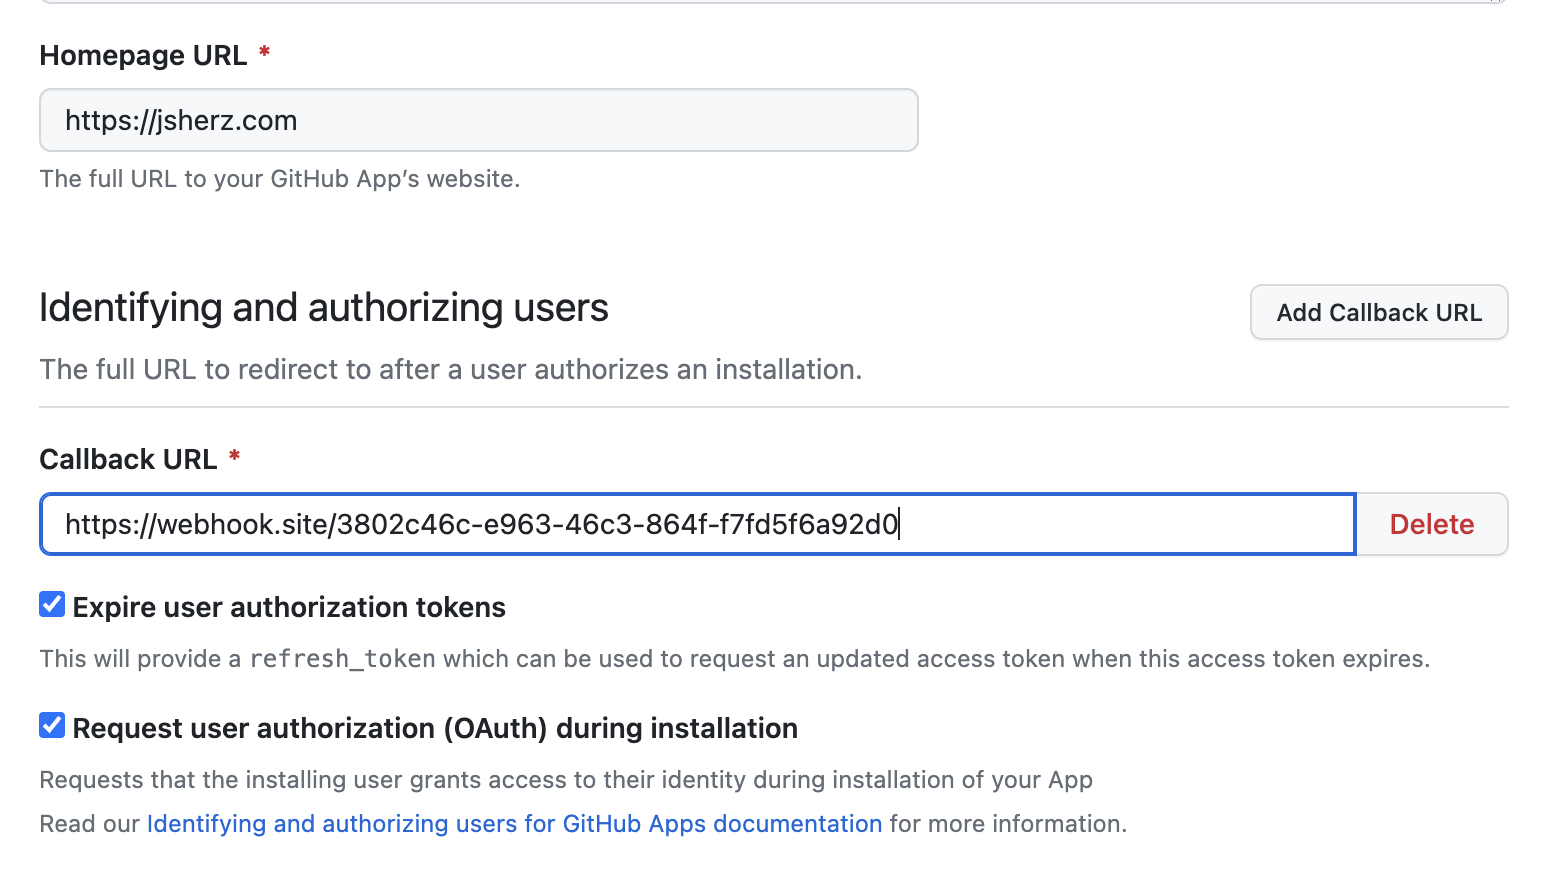 Homepage URL *
https://jsherz.com
The full URL to your GitHub App’s website.
Identifying and authorizing users
Add Callback URL
The full URL to redirect to after a user authorizes an installation.
Callback URL *
https://webhook.site/3802c46c-e963-46c3-864f-f7fd5f6a92d0
Delete
Expire user authorization tokens
This will provide a refresh_token which can be used to request an updated access token when this access token expires.
Request user authorization (OAuth) during installation
Requests that the installing user grants access to their identity during installation of your App
Read our Identifying and authorizing users for GitHub Apps documentation for more information.